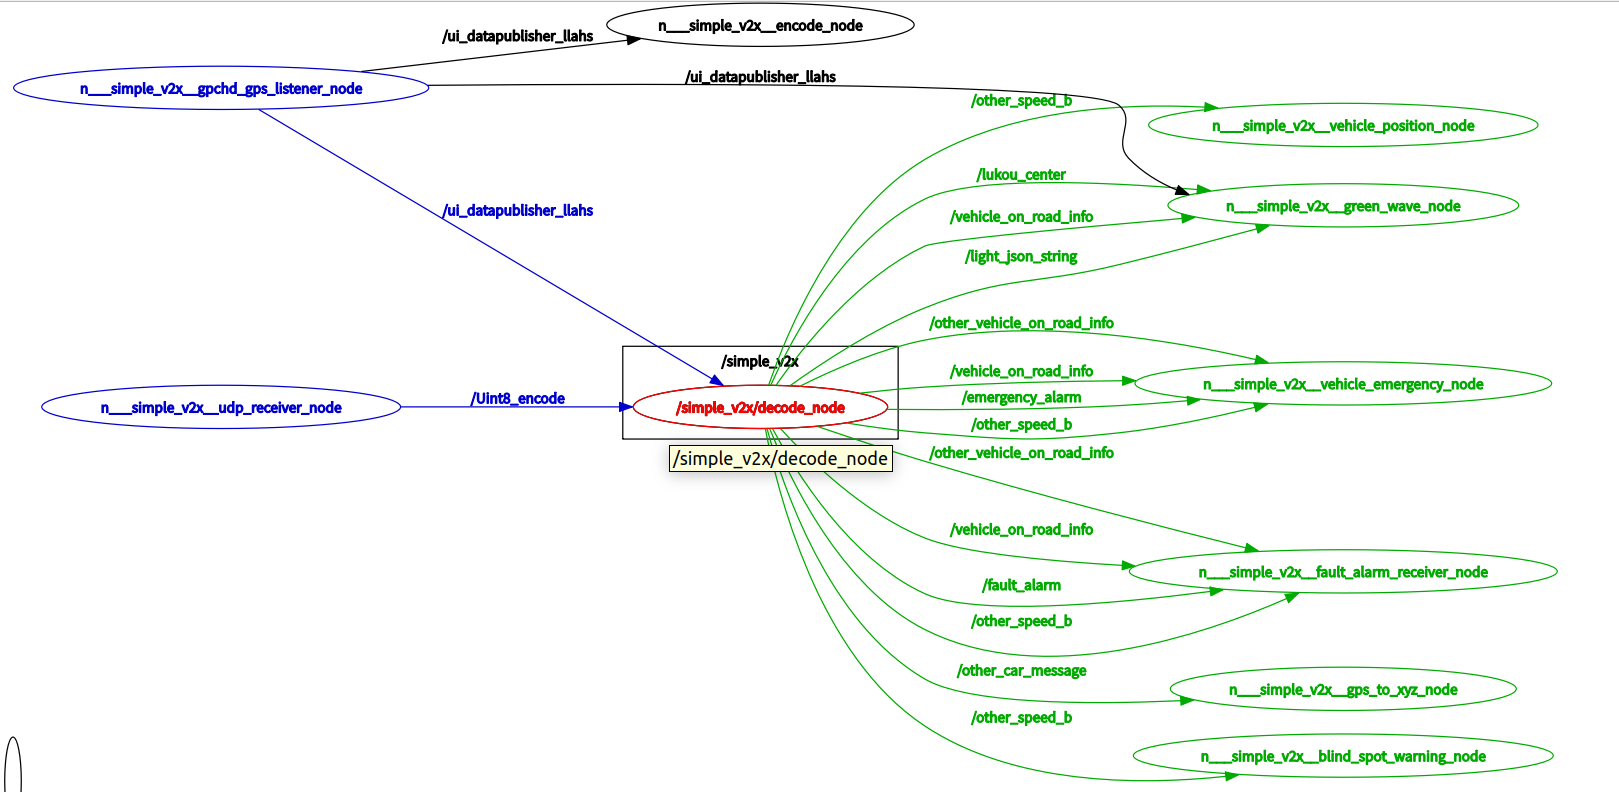 n___simple_v2x__encode_node
/ui_datapublisher_llahs
/ui_datapublisher_llahs
n___simple_v2x__gpchd_gps_listener_node
/other_speed_b
n___simple_v2x__vehicle_position_node
/lukou_center
n___simple_v2x__green_wave_node
/ui_datapublisher_llahs
/vehicle_on_road_info
/light_json_string
/other_vehicle_on_road_info
/simple_v2x
/vehicle_on_road_info
n___simple_v2x__vehicle_emergency_node
/emergency_alarm
/Uint8_encode
n___simple_v2x__udp_receiver_node
/simple_v2x/decode_node
/other_speed_b
/other_vehicle_on_road_info
/simple_v2x/decode_node
/vehicle_on_road_info
n___simple_v2x__fault_alarm_receiver_node
/fault_alarm
/other_speed_b
/other_car_message
n___simple_v2x__gps_to_xyz_node
/other_speed_b
n___simple_v2x__blind_spot_warning_node